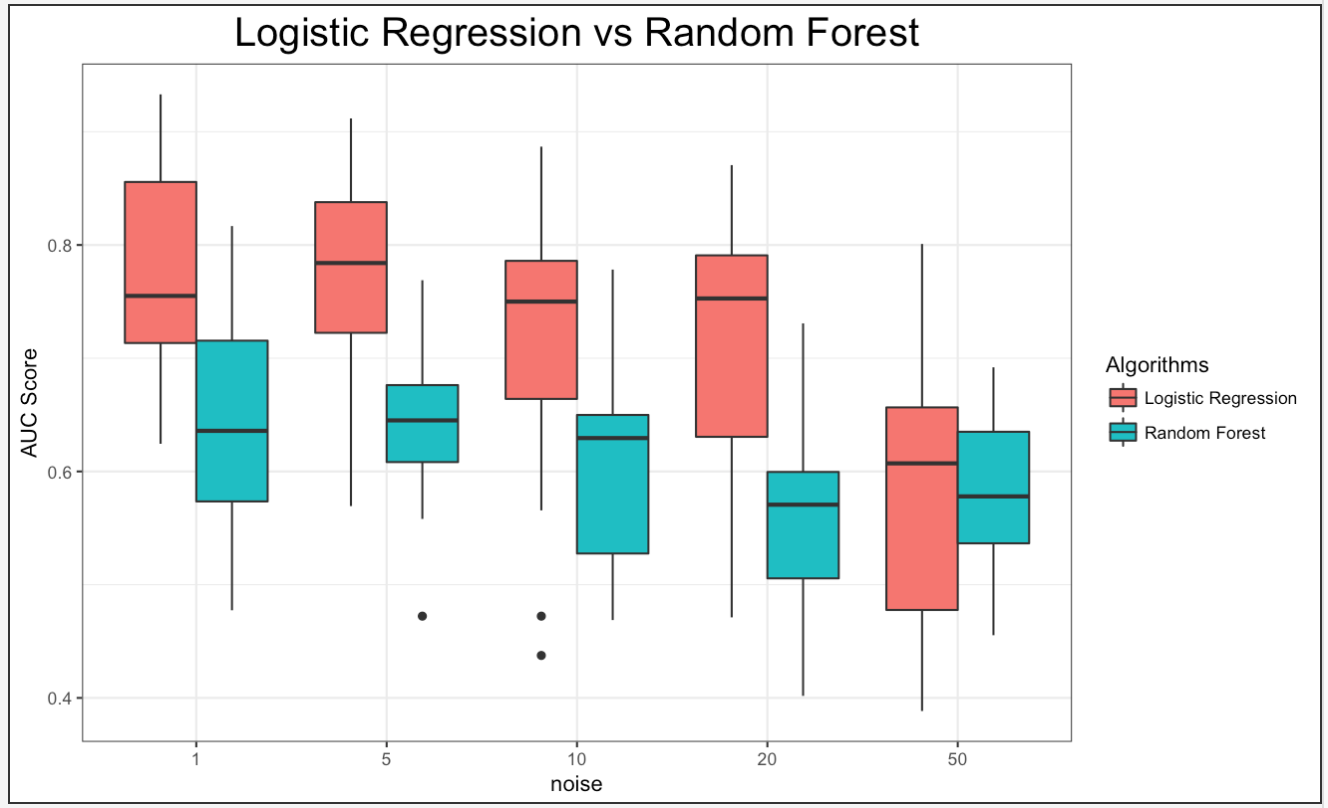 Logistic Regression vs Random Forest
AUC Score
0.8
0.6
0.4
1 5 10 20 50
noise
Algorithms
Logistic Regression
Random Forest